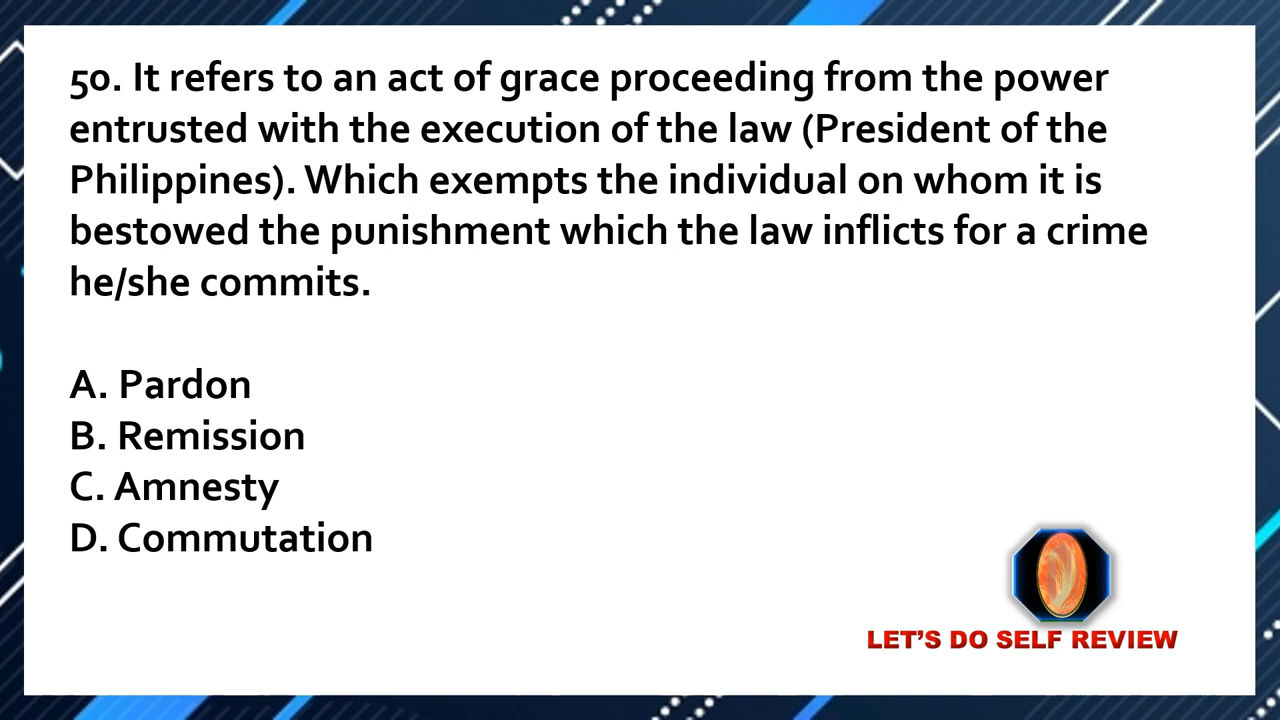 50. It refers to an act of grace proceeding from the power
entrusted with the execution of the law (President of the
Philippines). Which exempts the individual on whom it is
bestowed the punishment which the law inflicts for a crime
he/she commits.
A. Pardon
B. Remission
C. Amnesty
D. Commutation
LET'S DO SELF REVIEW